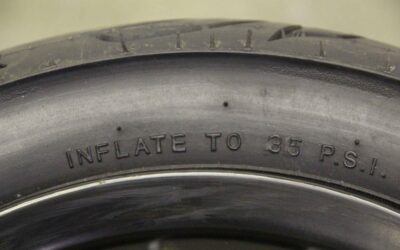 INFLATE TO 35 P.S.I.